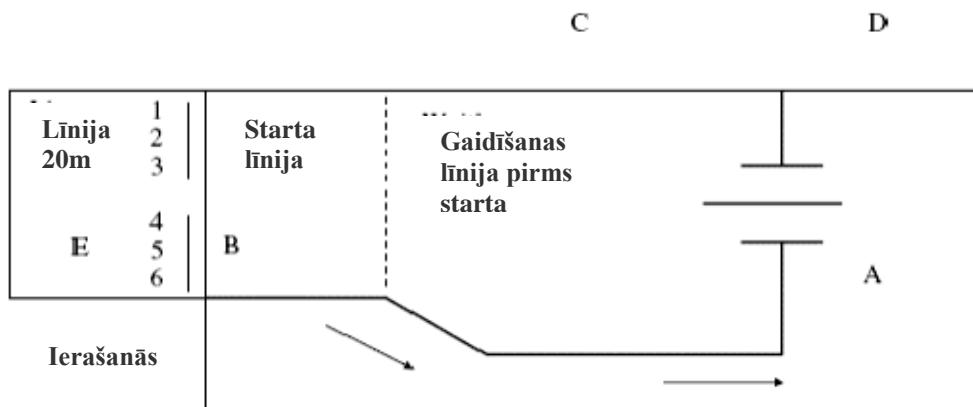 C
D
1
2
3
Līnija
20m
Starta
līnija
Gaidīšanas
līnija pirms
starta
4
5
6
E
B
A
Ierašanās